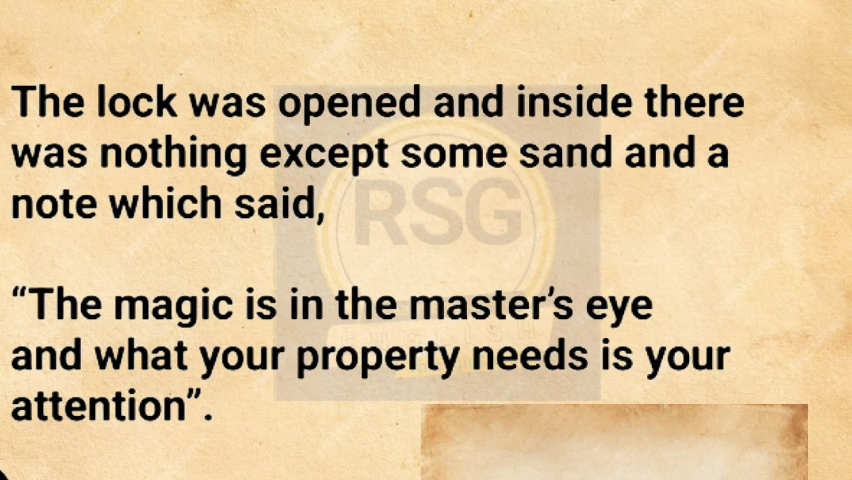 The lock was opened and inside there
was nothing except some sand and a
note which said,
“The magic is in the master’s eye
and what your property needs is your
attention”.
RSG